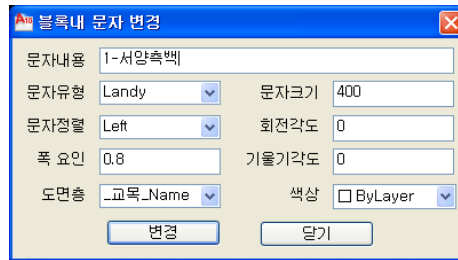 A10 블록내 문자 변경
문자내용 1-서양측백
문자유형 Landy 문자크기 400
문자정렬 Left 회전각도 0
폭 요인 0.8 기울기각도 0
도면층 _교목_Name 색상 ByLayer
변경 닫기